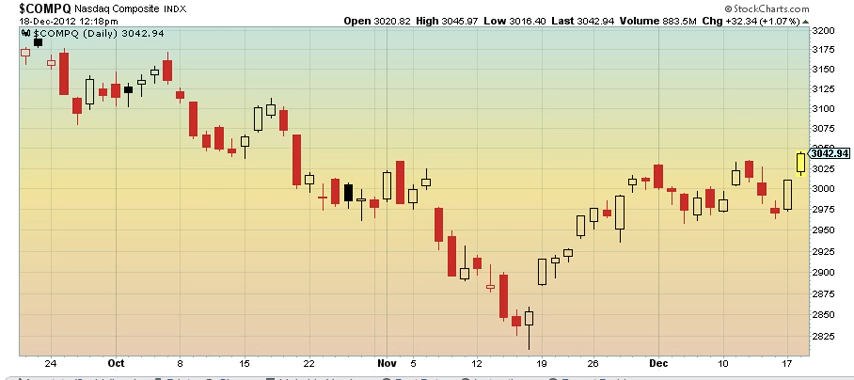 $COMPQ Nasdaq Composite INDX
© StockCharts.com
18-Dec-2012 12:18pm
Open 3020.82 High 3045.97 Low 3016.40 Last 3042.94 Volume 883.5M Chg +32.34 (+1.07%)
$COMPQ (Daily) 3042.94
3200
3175
3150
3125
3100
3075
3042.94
3025
3000
2975
2950
2925
2900
2875
2850
2825
24 Oct 8 15 22 Nov 5 12 19 26 Dec 10 17